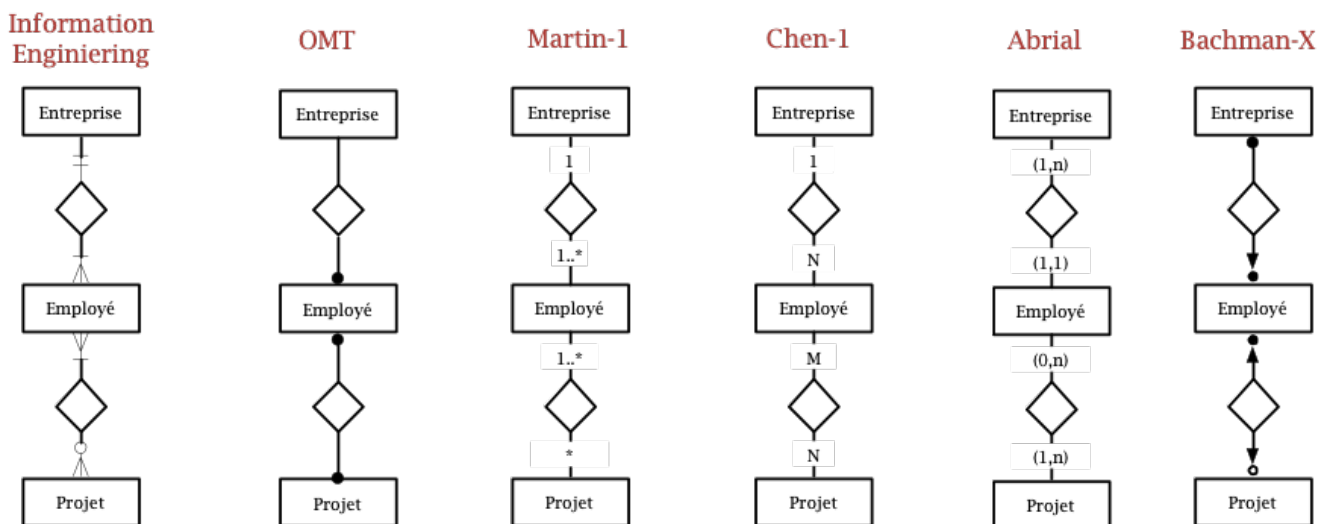 Information
Enginiering
OMT
Martin-1
Chen-1
Abrial
Bachman-X
Entreprise
Entreprise
Entreprise
Entreprise
Entreprise
Entreprise
1
1
(1,n)
1..*
N
(1,1)
Employé
Employé
Employé
Employé
Employé
Employé
1..*
M
(0,n)
*
N
(1,n)
Projet
Projet
Projet
Projet
Projet
Projet